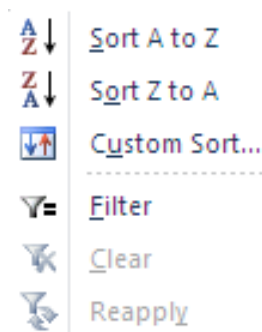 Sort A to Z
Sort Z to A
Custom Sort...
Filter
Clear
Reapply